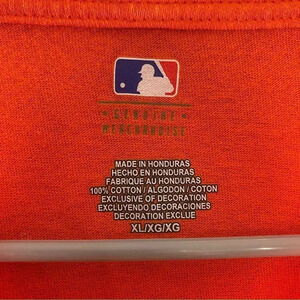 • GENUINE •
MERCHANDISE
MADE IN HONDURAS
HECHO EN HONDURAS
FABRIQUE AU HONDURAS
100% COTTON / ALGODON / COTON
EXCLUSIVE OF DECORATION
EXCLUYENDO DECORACIONES
DECORATION EXCLUE
XL/XG/XG